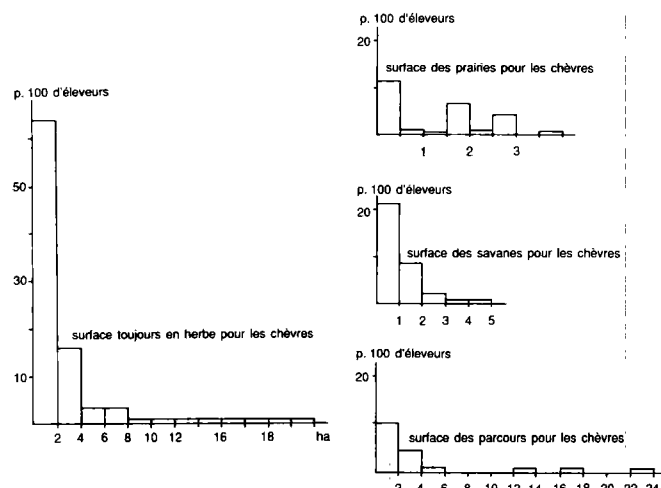 p. 100 d'éleveurs
50
30
10
surface toujours en herbe pour les chèvres
2 4 6 8 10 12 16 18 ha
p. 100 d'éleveurs
20
surface des prairies pour les chèvres
1 2 3
p. 100 d'éleveurs
20
surface des savanes pour les chèvres
1 2 3 4 5
p. 100 d'éleveurs
20
surface des parcours pour les chèvres
2 4 6 8 10 12 14 16 18 20 22 24